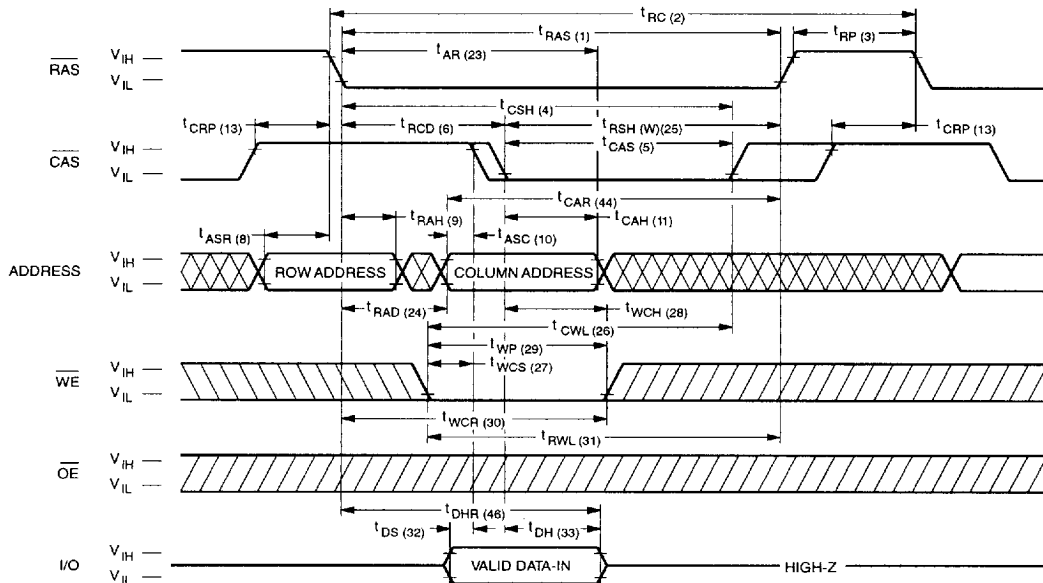 t RC (2)
t RAS (1)
t RP (3)
t AR (23)
RAS
V IH
V IL
t CSH (4)
t CRP (13)
t RCD (6)
t RSH (W)(25)
t CRP (13)
t CAS (5)
CAS
V IH
V IL
t CAR (44)
t RAH (9)
t CAH (11)
t ASR (8)
t ASC (10)
ADDRESS
V IH
V IL
ROW ADDRESS
COLUMN ADDRESS
t RAD (24)
t WCH (28)
t CWL (26)
t WP (29)
t WCS (27)
WE
V IH
V IL
t WCR (30)
t RWL (31)
OE
V IH
V IL
t DHR (46)
t DS (32)
t DH (33)
I/O
V IH
V IL
VALID DATA-IN
HIGH-Z